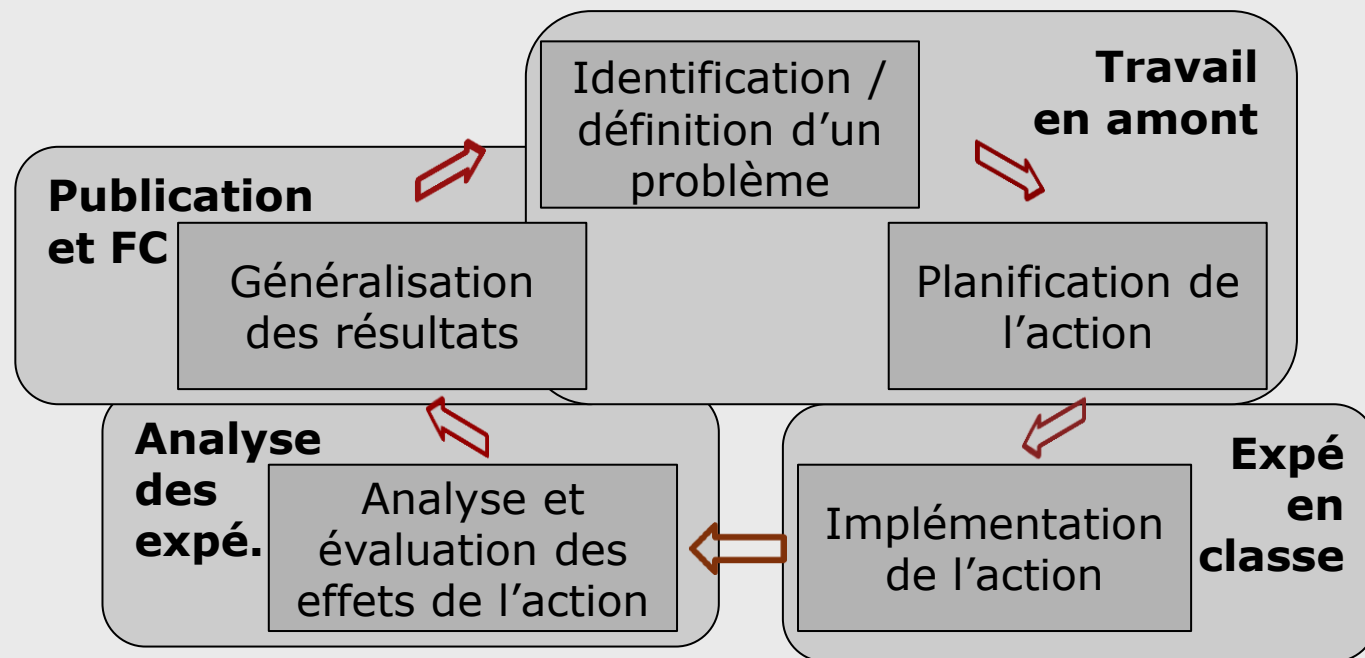 Identification /
définition d’un
problème
Travail
en amont
Planification de
l’action
Expé
en
classe
Implémentation
de l’action
Analyse
des
expé.
Analyse et
évaluation des
effets de l’action
Publication
et FC
Généralisation
des résultats